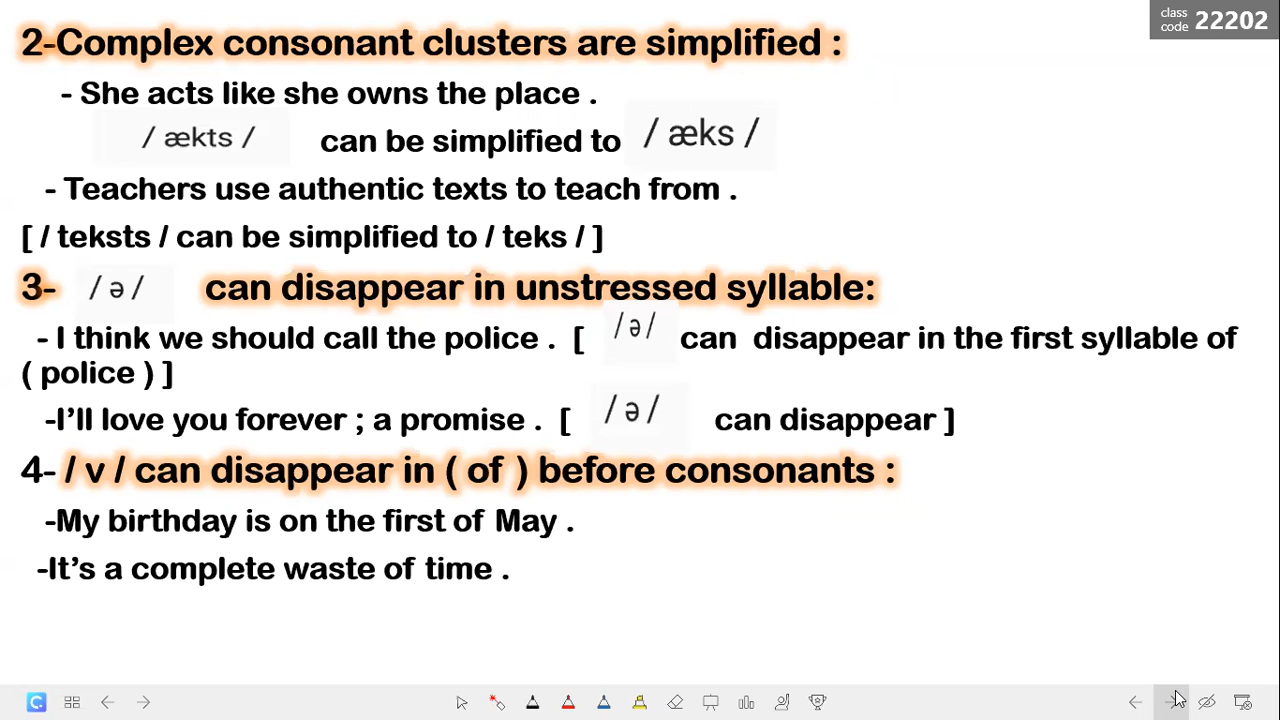 class code 22202
2-Complex consonant clusters are simplified :
- She acts like she owns the place .
/ ækts / can be simplified to / æks /
- Teachers use authentic texts to teach from .
[ / teksts / can be simplified to / teks / ]
3- / ə / can disappear in unstressed syllable:
- I think we should call the police . [ /ə/ can disappear in the first syllable of
( police ) ]
-I’ll love you forever ; a promise . [ / ə / can disappear ]
4- / v / can disappear in ( of ) before consonants :
-My birthday is on the first of May .
-It’s a complete waste of time .